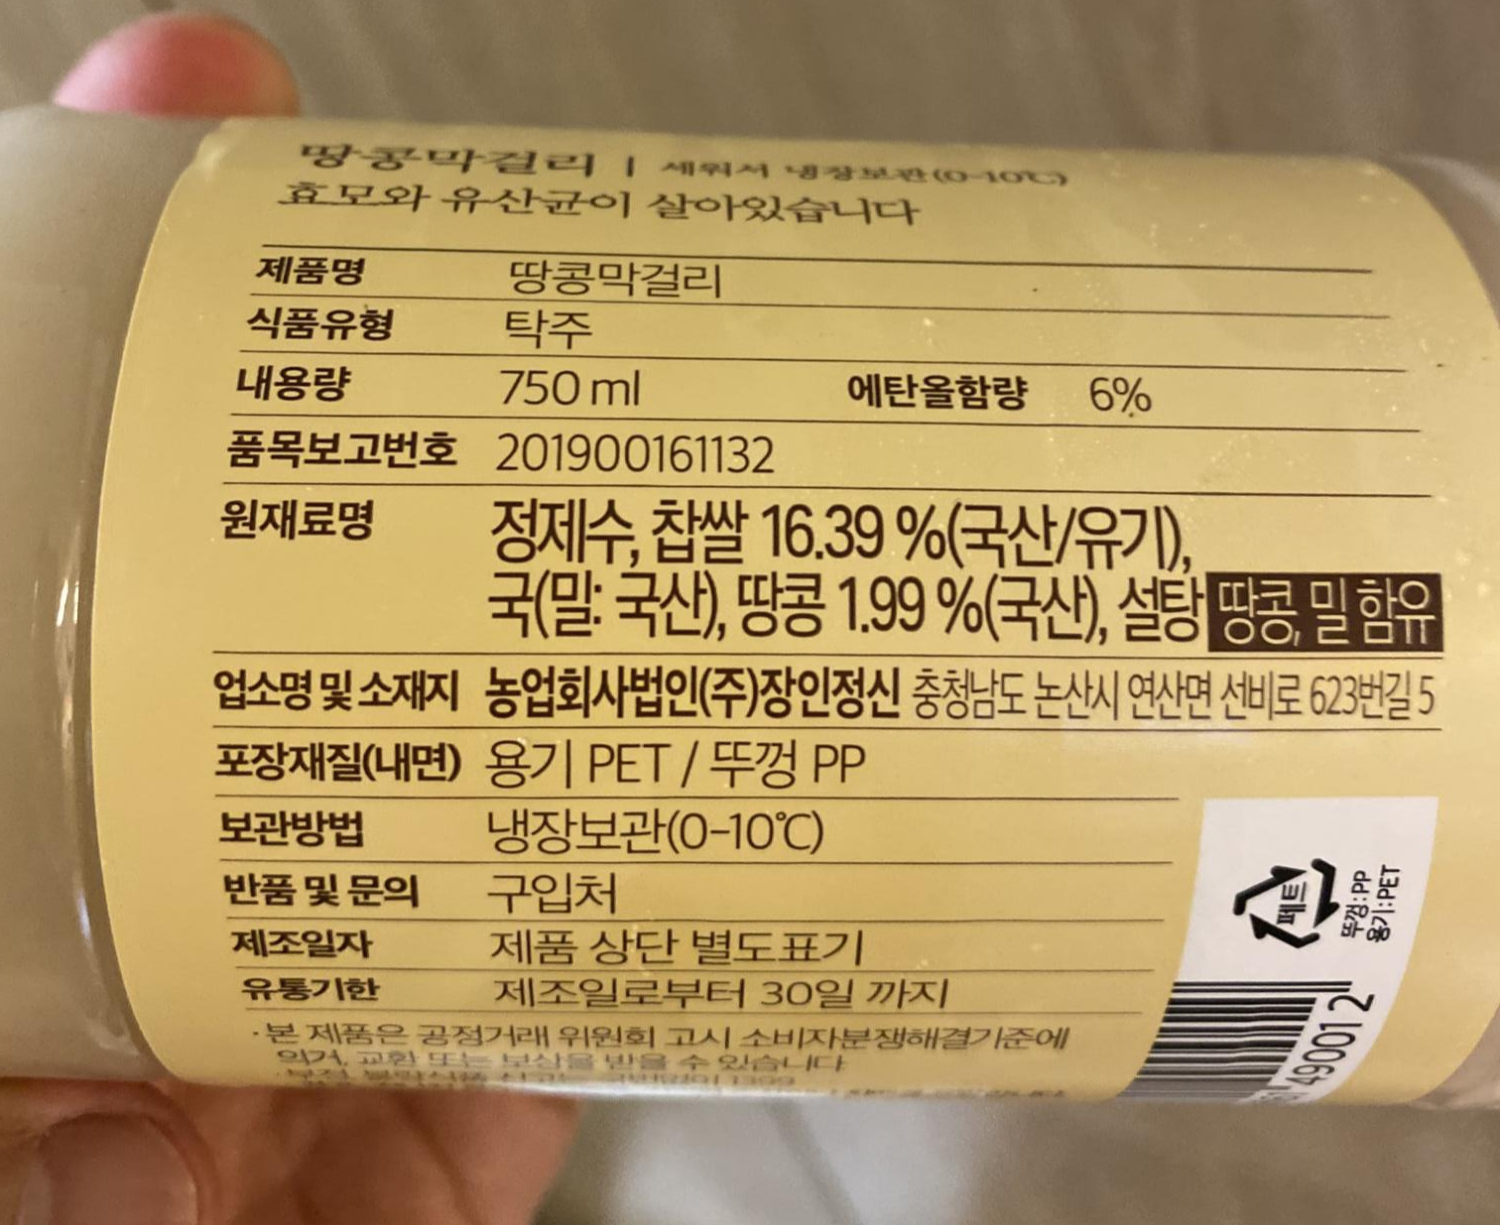 땅콩막걸리 | 세워서 냉장보관(0-10℃)
효모와 유산균이 살아있습니다
제품명 땅콩막걸리
식품유형 탁주
내용량 750 ml 에탄올함량 6%
품목보고번호 201900161132
원재료명 정제수, 찹쌀 16.39 %(국산/유기),
국(밀: 국산), 땅콩 1.99 %(국산), 설탕 땅콩, 밀 함유
업소명 및 소재지 농업회사법인(주)장인정신 충청남도 논산시 연산면 선비로 623번길 5
포장재질(내면) 용기 PET / 뚜껑 PP
보관방법 냉장보관(0-10℃)
반품 및 문의 구입처
제조일자 제품 상단 별도표기
유통기한 제조일로부터 30일 까지
·본 제품은 공정거래 위원회 고시 소비자분쟁해결기준에
의거, 교환 또는 보상을 받을 수 있습니다
페트
뚜껑:PP
용기:PET
490012